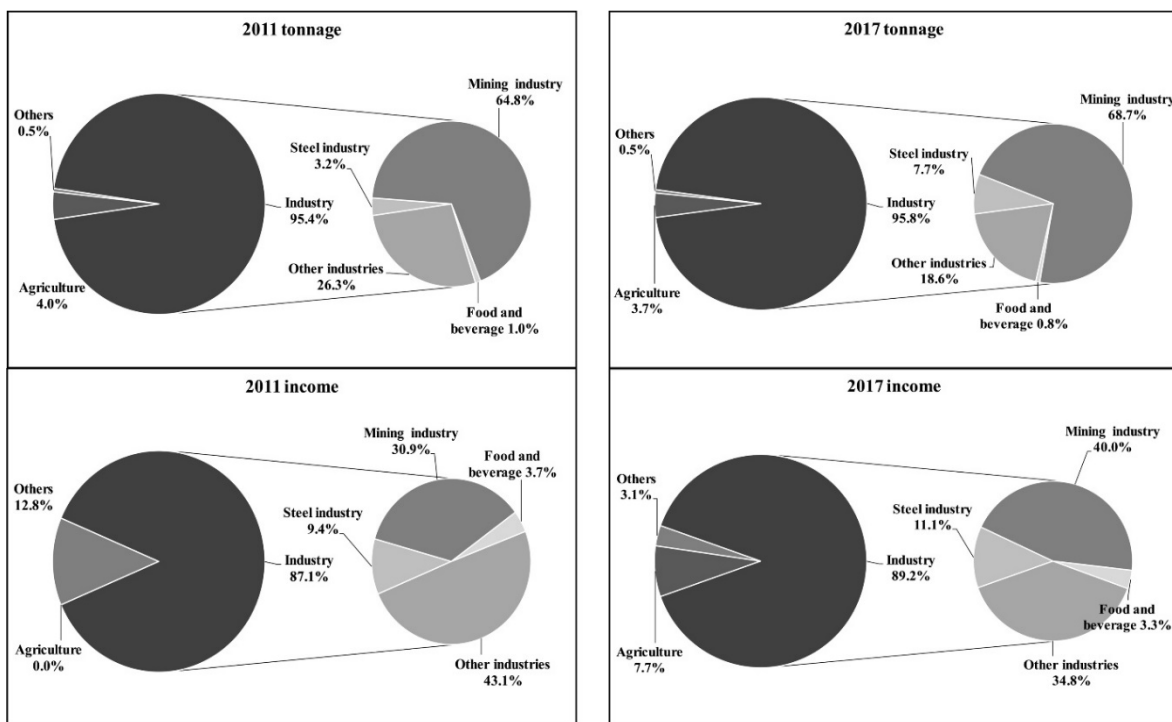 2011 tonnage
Mining industry
64.8%
Others
0.5%
Steel industry
3.2%
Industry
95.4%
Other industries
26.3%
Agriculture
4.0%
Food and
beverage 1.0%
2017 tonnage
Mining industry
68.7%
Others
0.5%
Steel industry
7.7%
Industry
95.8%
Other industries
18.6%
Agriculture
3.7%
Food and
beverage 0.8%
2011 income
Mining industry
30.9%
Food and
beverage 3.7%
Others
12.8%
Steel industry
9.4%
Industry
87.1%
Agriculture
0.0%
Other industries
43.1%
2017 income
Mining industry
40.0%
Others
3.1%
Steel industry
11.1%
Industry
89.2%
Food and
beverage 3.3%
Agriculture
7.7%
Other industries
34.8%